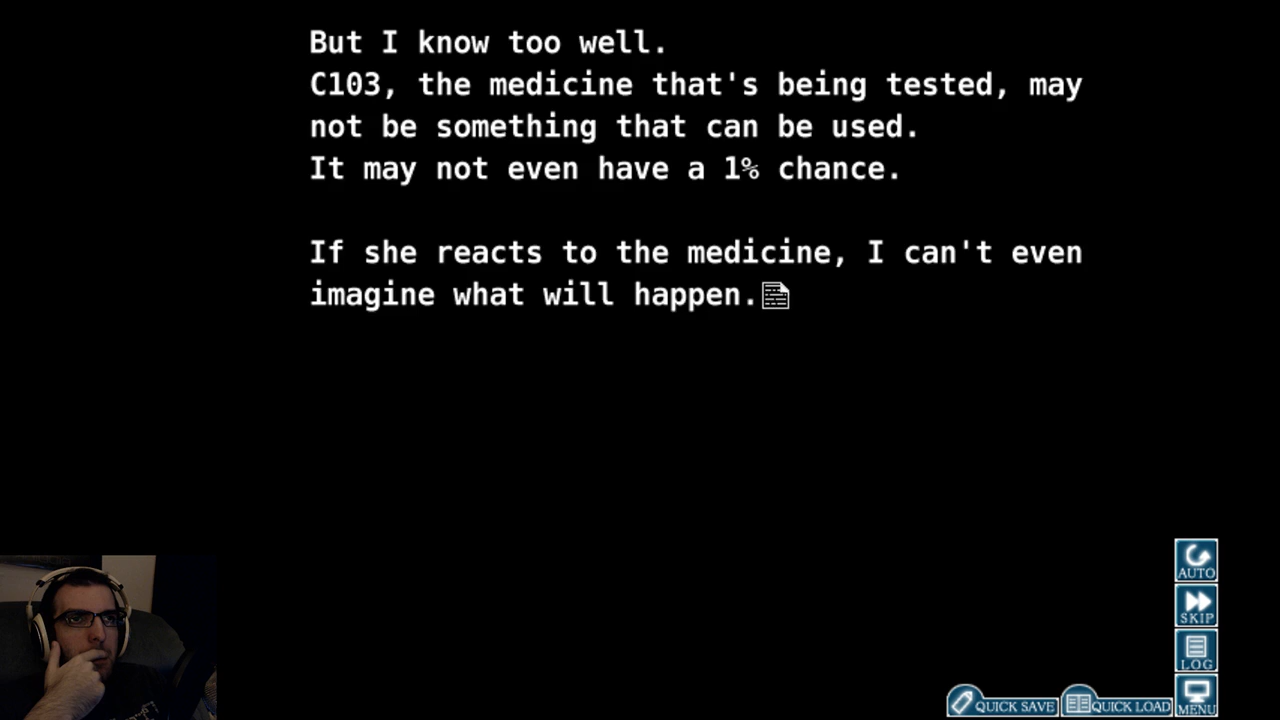 But I know too well.
C103, the medicine that's being tested, may
not be something that can be used.
It may not even have a 1% chance.
If she reacts to the medicine, I can't even
imagine what will happen.
AUTO
SKIP
LOG
MENU
QUICK SAVE
QUICK LOAD